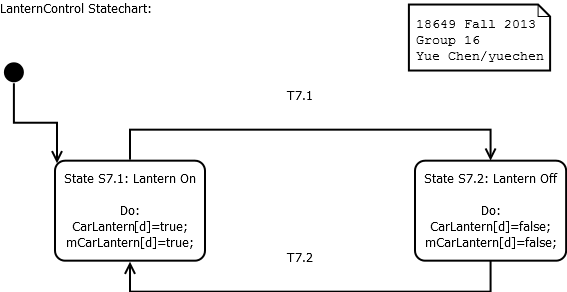 LanternControl Statechart:
18649 Fall 2013
Group 16
Yue Chen/yuechen
T7.1
State S7.1: Lantern On
Do:
CarLantern[d]=true;
mCarLantern[d]=true;
State S7.2: Lantern Off
Do:
CarLantern[d]=false;
mCarLantern[d]=false;
T7.2